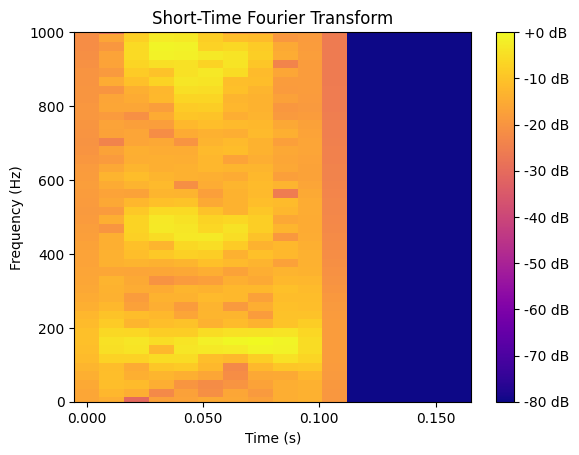 Short-Time Fourier Transform
1000
800
600
400
200
0
Frequency (Hz)
0.000
0.050
0.100
0.150
Time (s)
+0 dB
-10 dB
-20 dB
-30 dB
-40 dB
-50 dB
-60 dB
-70 dB
-80 dB